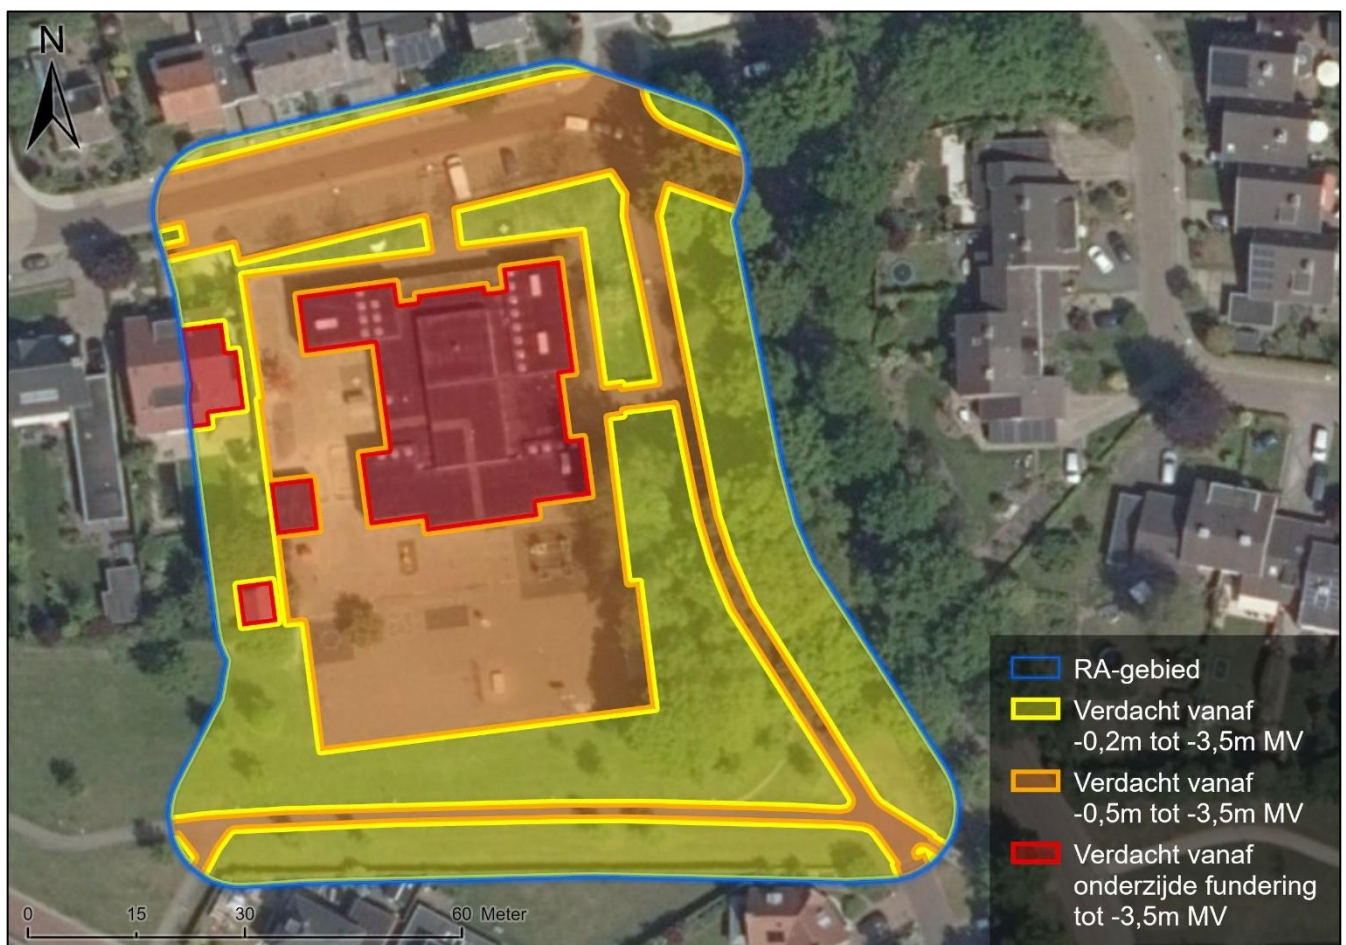 N
RA-gebied
Verdacht vanaf
-0,2m tot -3,5m MV
Verdacht vanaf
-0,5m tot -3,5m MV
Verdacht vanaf
onderzijde fundering
tot -3,5m MV
0 15 30 60 Meter